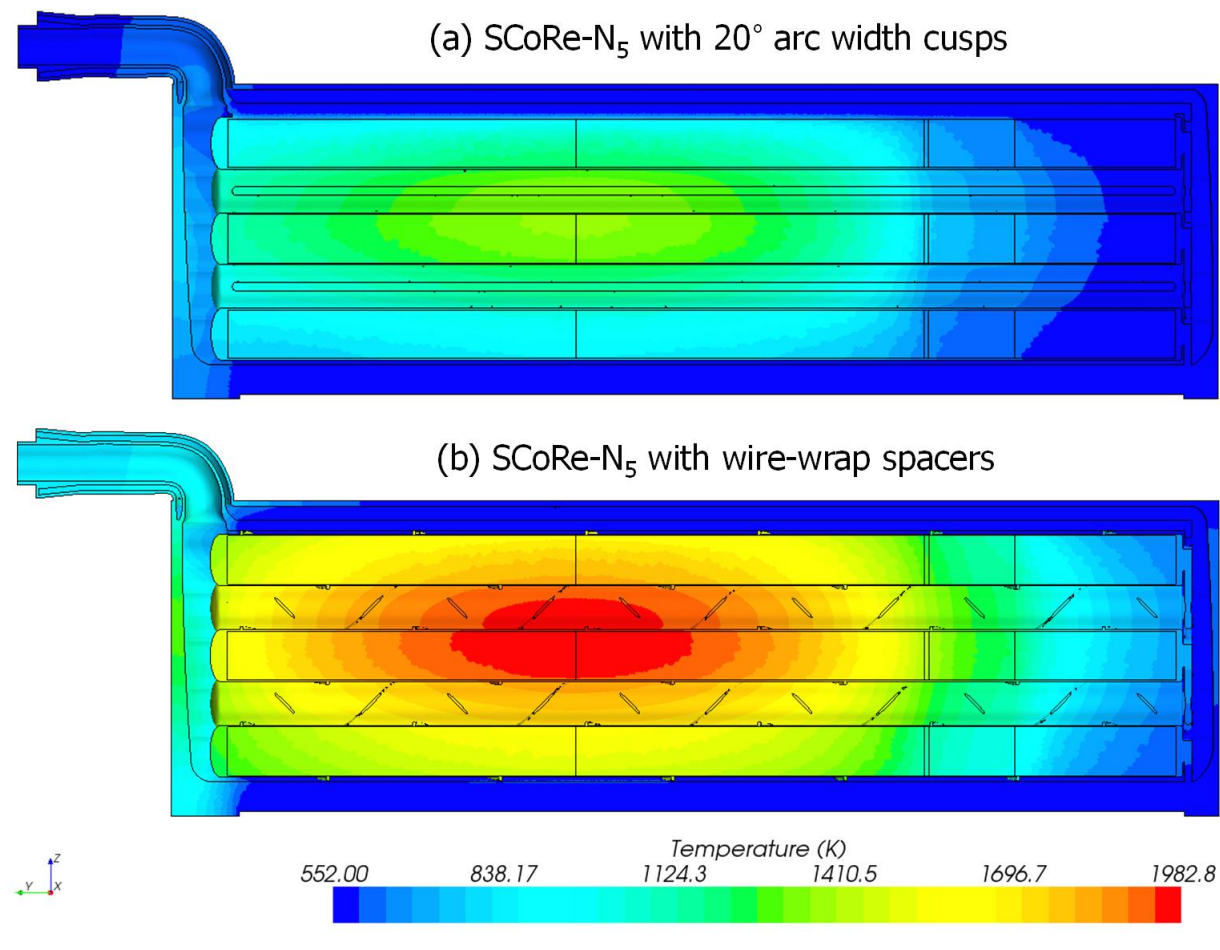 (a) SCoRe-N₅ with 20° arc width cusps
(b) SCoRe-N₅ with wire-wrap spacers
Temperature (K)
552.00 838.17 1124.3 1410.5 1696.7 1982.8
Z
Y X